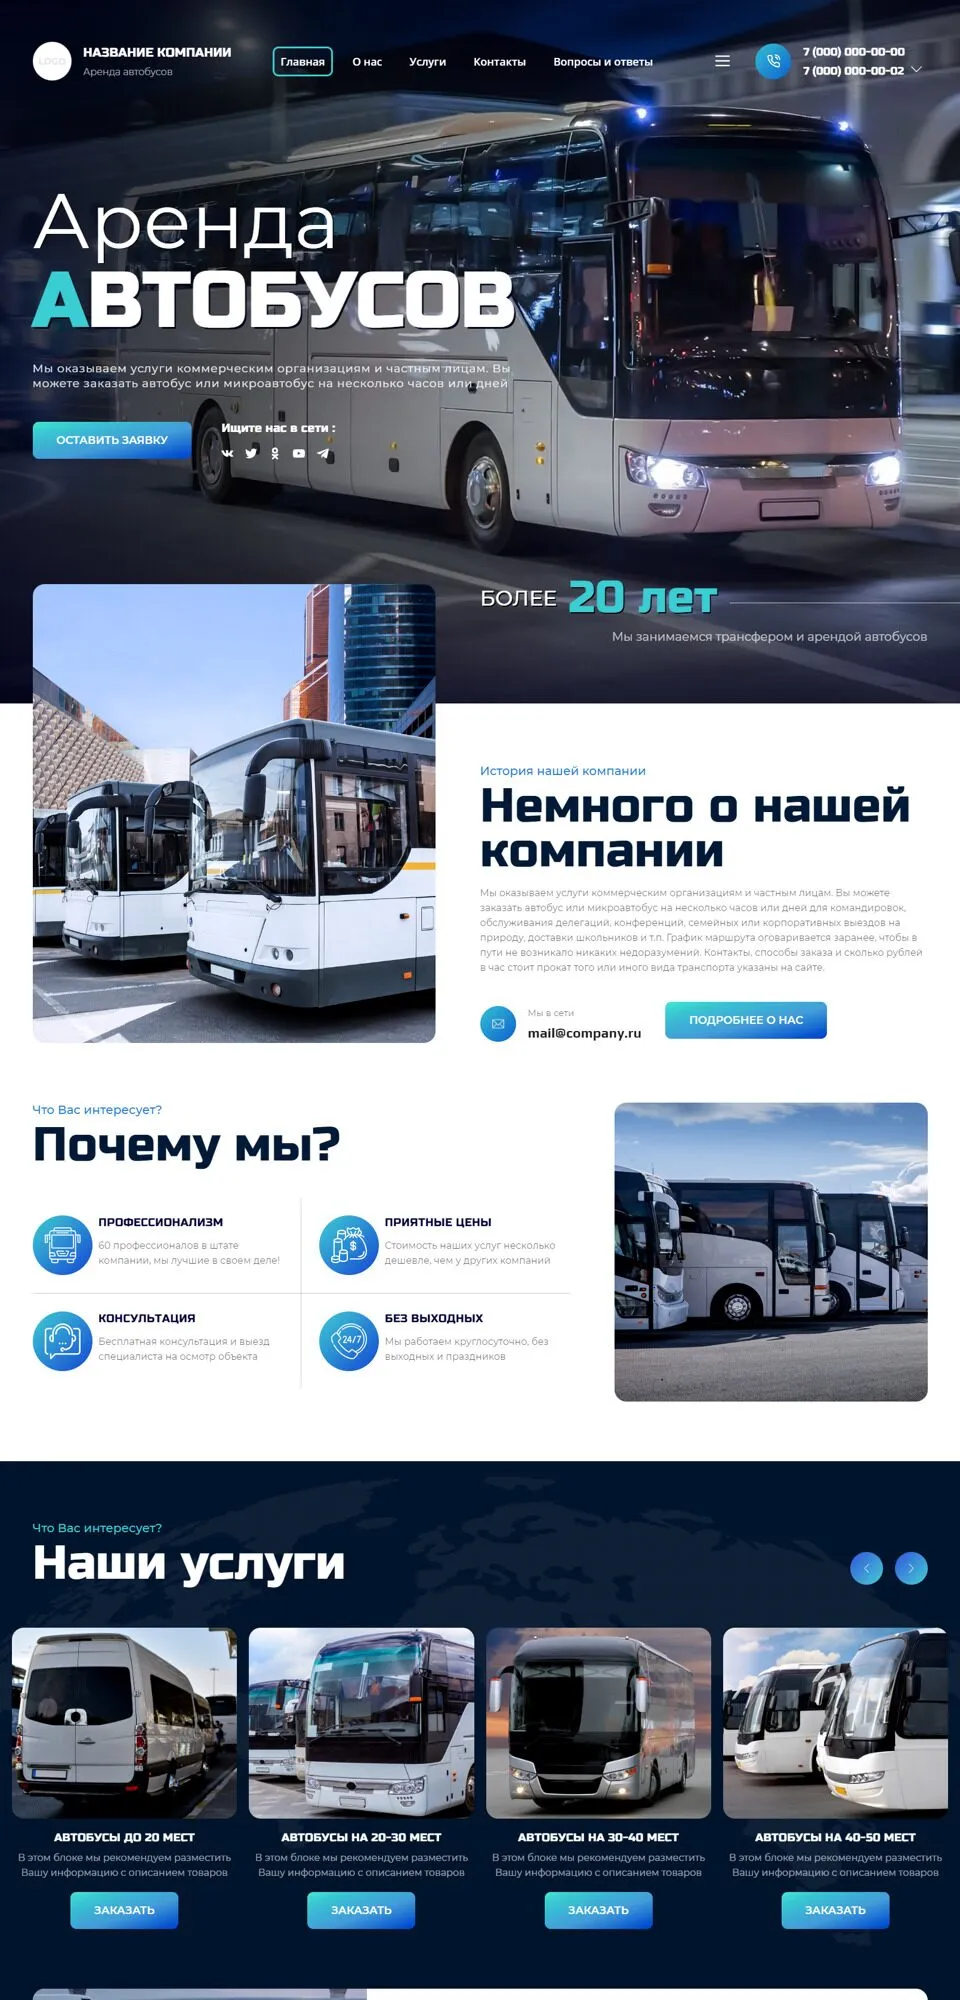 LOGO
НАЗВАНИЕ КОМПАНИИ
Аренда автобусов
Главная
О нас
Услуги
Контакты
Вопросы и ответы
7 (000) 000-00-00
7 (000) 000-00-02
Аренда
АВТОБУСОВ
Мы оказываем услуги коммерческим организациям и частным лицам. Вы
можете заказать автобус или микроавтобус на несколько часов или дней
ОСТАВИТЬ ЗАЯВКУ
Ищите нас в сети :
БОЛЕЕ 20 лет
Мы занимаемся трансфером и арендой автобусов
История нашей компании
Немного о нашей
компании
Мы оказываем услуги коммерческим организациям и частным лицам. Вы можете
заказать автобус или микроавтобус на несколько часов или дней для командировок,
обслуживания делегаций, конференций, семейных или корпоративных выездов на
природу, доставки школьников и т.п. График маршрута оговаривается заранее, чтобы в
пути не возникало никаких недоразумений. Контакты, способы заказа и сколько рублей
в час стоит прокат того или иного вида транспорта указаны на сайте.
Мы в сети
mail@company.ru
ПОДРОБНЕЕ О НАС
Что Вас интересует?
Почему мы?
ПРОФЕССИОНАЛИЗМ
60 профессионалов в штате
компании, мы лучшие в своем деле!
ПРИЯТНЫЕ ЦЕНЫ
Стоимость наших услуг несколько
дешевле, чем у других компаний
КОНСУЛЬТАЦИЯ
Бесплатная консультация и выезд
специалиста на осмотр объекта
24/7
БЕЗ ВЫХОДНЫХ
Мы работаем круглосуточно, без
выходных и праздников
Что Вас интересует?
Наши услуги
АВТОБУСЫ ДО 20 МЕСТ
В этом блоке мы рекомендуем разместить
Вашу информацию с описанием товаров
ЗАКАЗАТЬ
АВТОБУСЫ НА 20-30 МЕСТ
В этом блоке мы рекомендуем разместить
Вашу информацию с описанием товаров
ЗАКАЗАТЬ
АВТОБУСЫ НА 30-40 МЕСТ
В этом блоке мы рекомендуем разместить
Вашу информацию с описанием товаров
ЗАКАЗАТЬ
АВТОБУСЫ НА 40-50 МЕСТ
В этом блоке мы рекомендуем разместить
Вашу информацию с описанием товаров
ЗАКАЗАТЬ